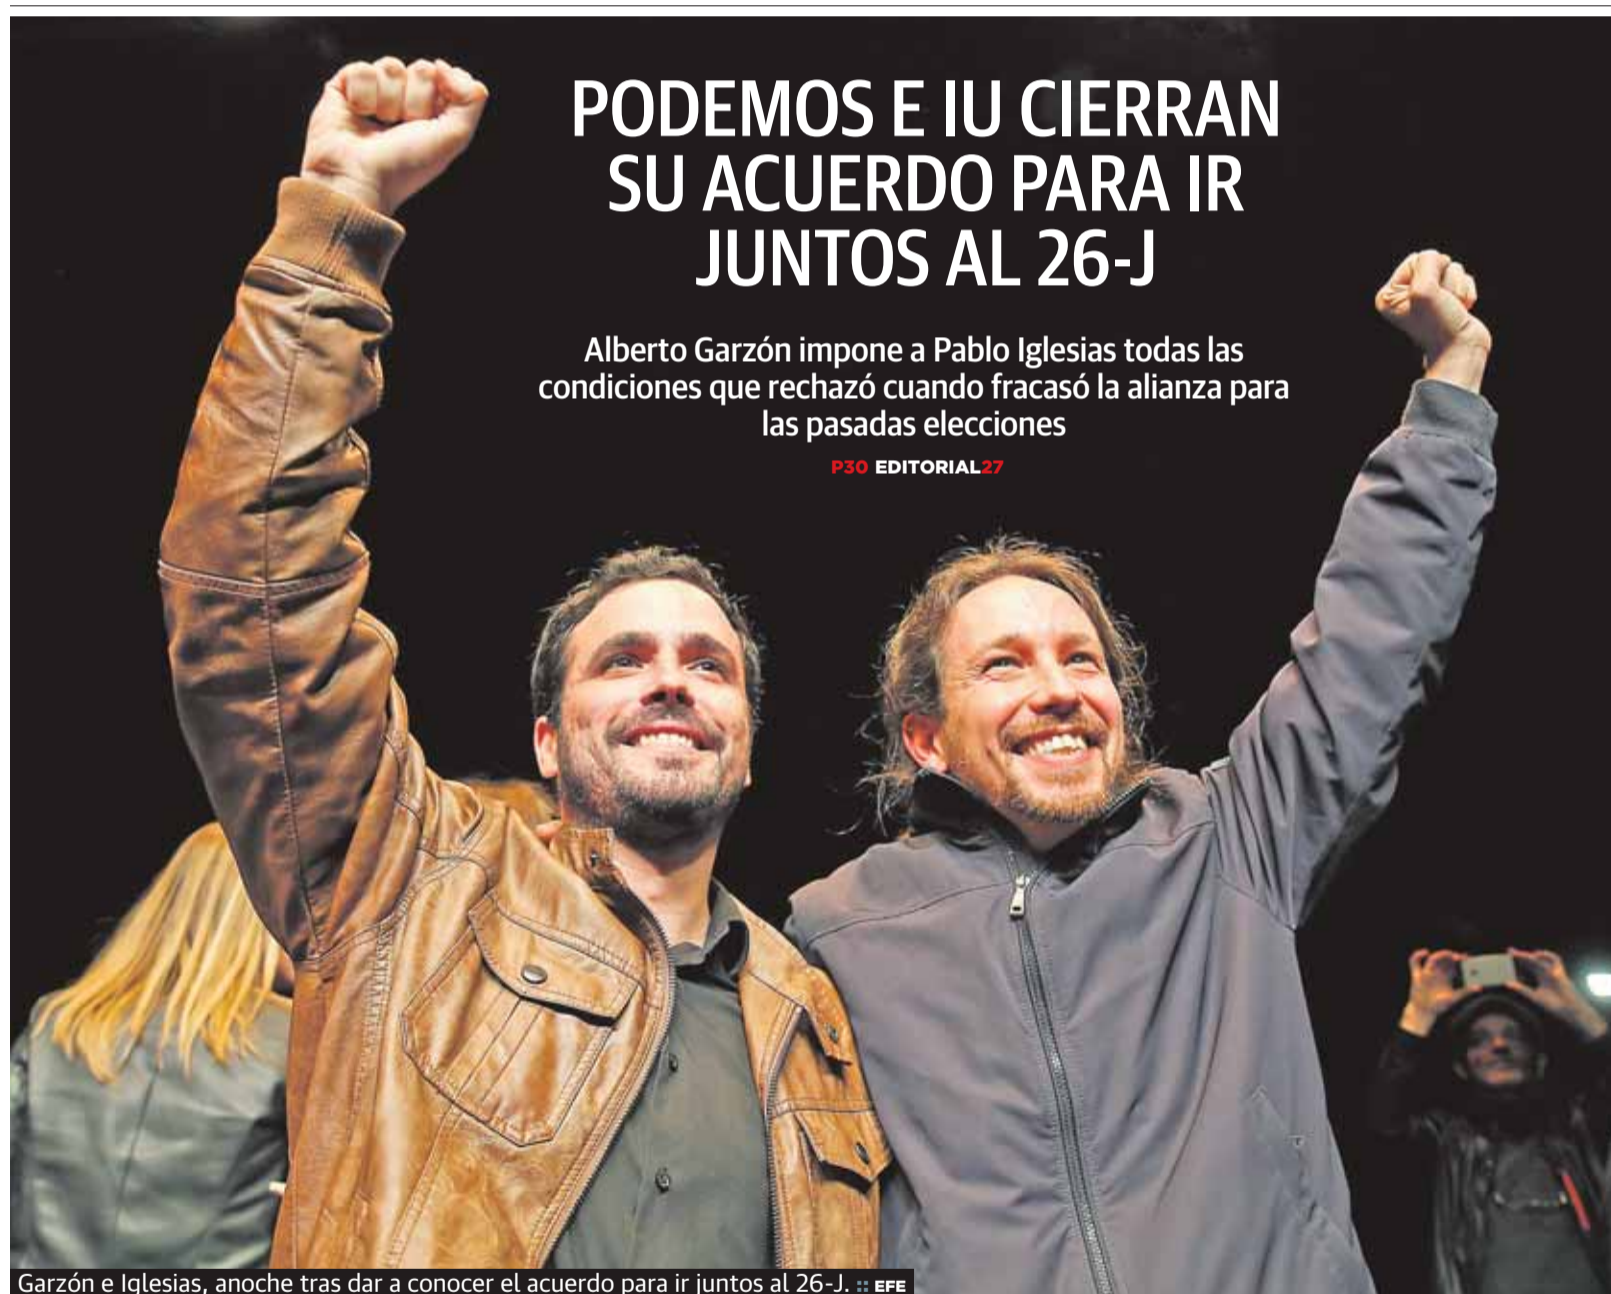 PODEMOS E IU CIERRAN
SU ACUERDO PARA IR
JUNTOS AL 26-J
Alberto Garzón impone a Pablo Iglesias todas las
condiciones que rechazó cuando fracasó la alianza para
las pasadas elecciones
P30 EDITORIAL27
Garzón e Iglesias, anoche tras dar a conocer el acuerdo para ir juntos al 26-J. :: EFE